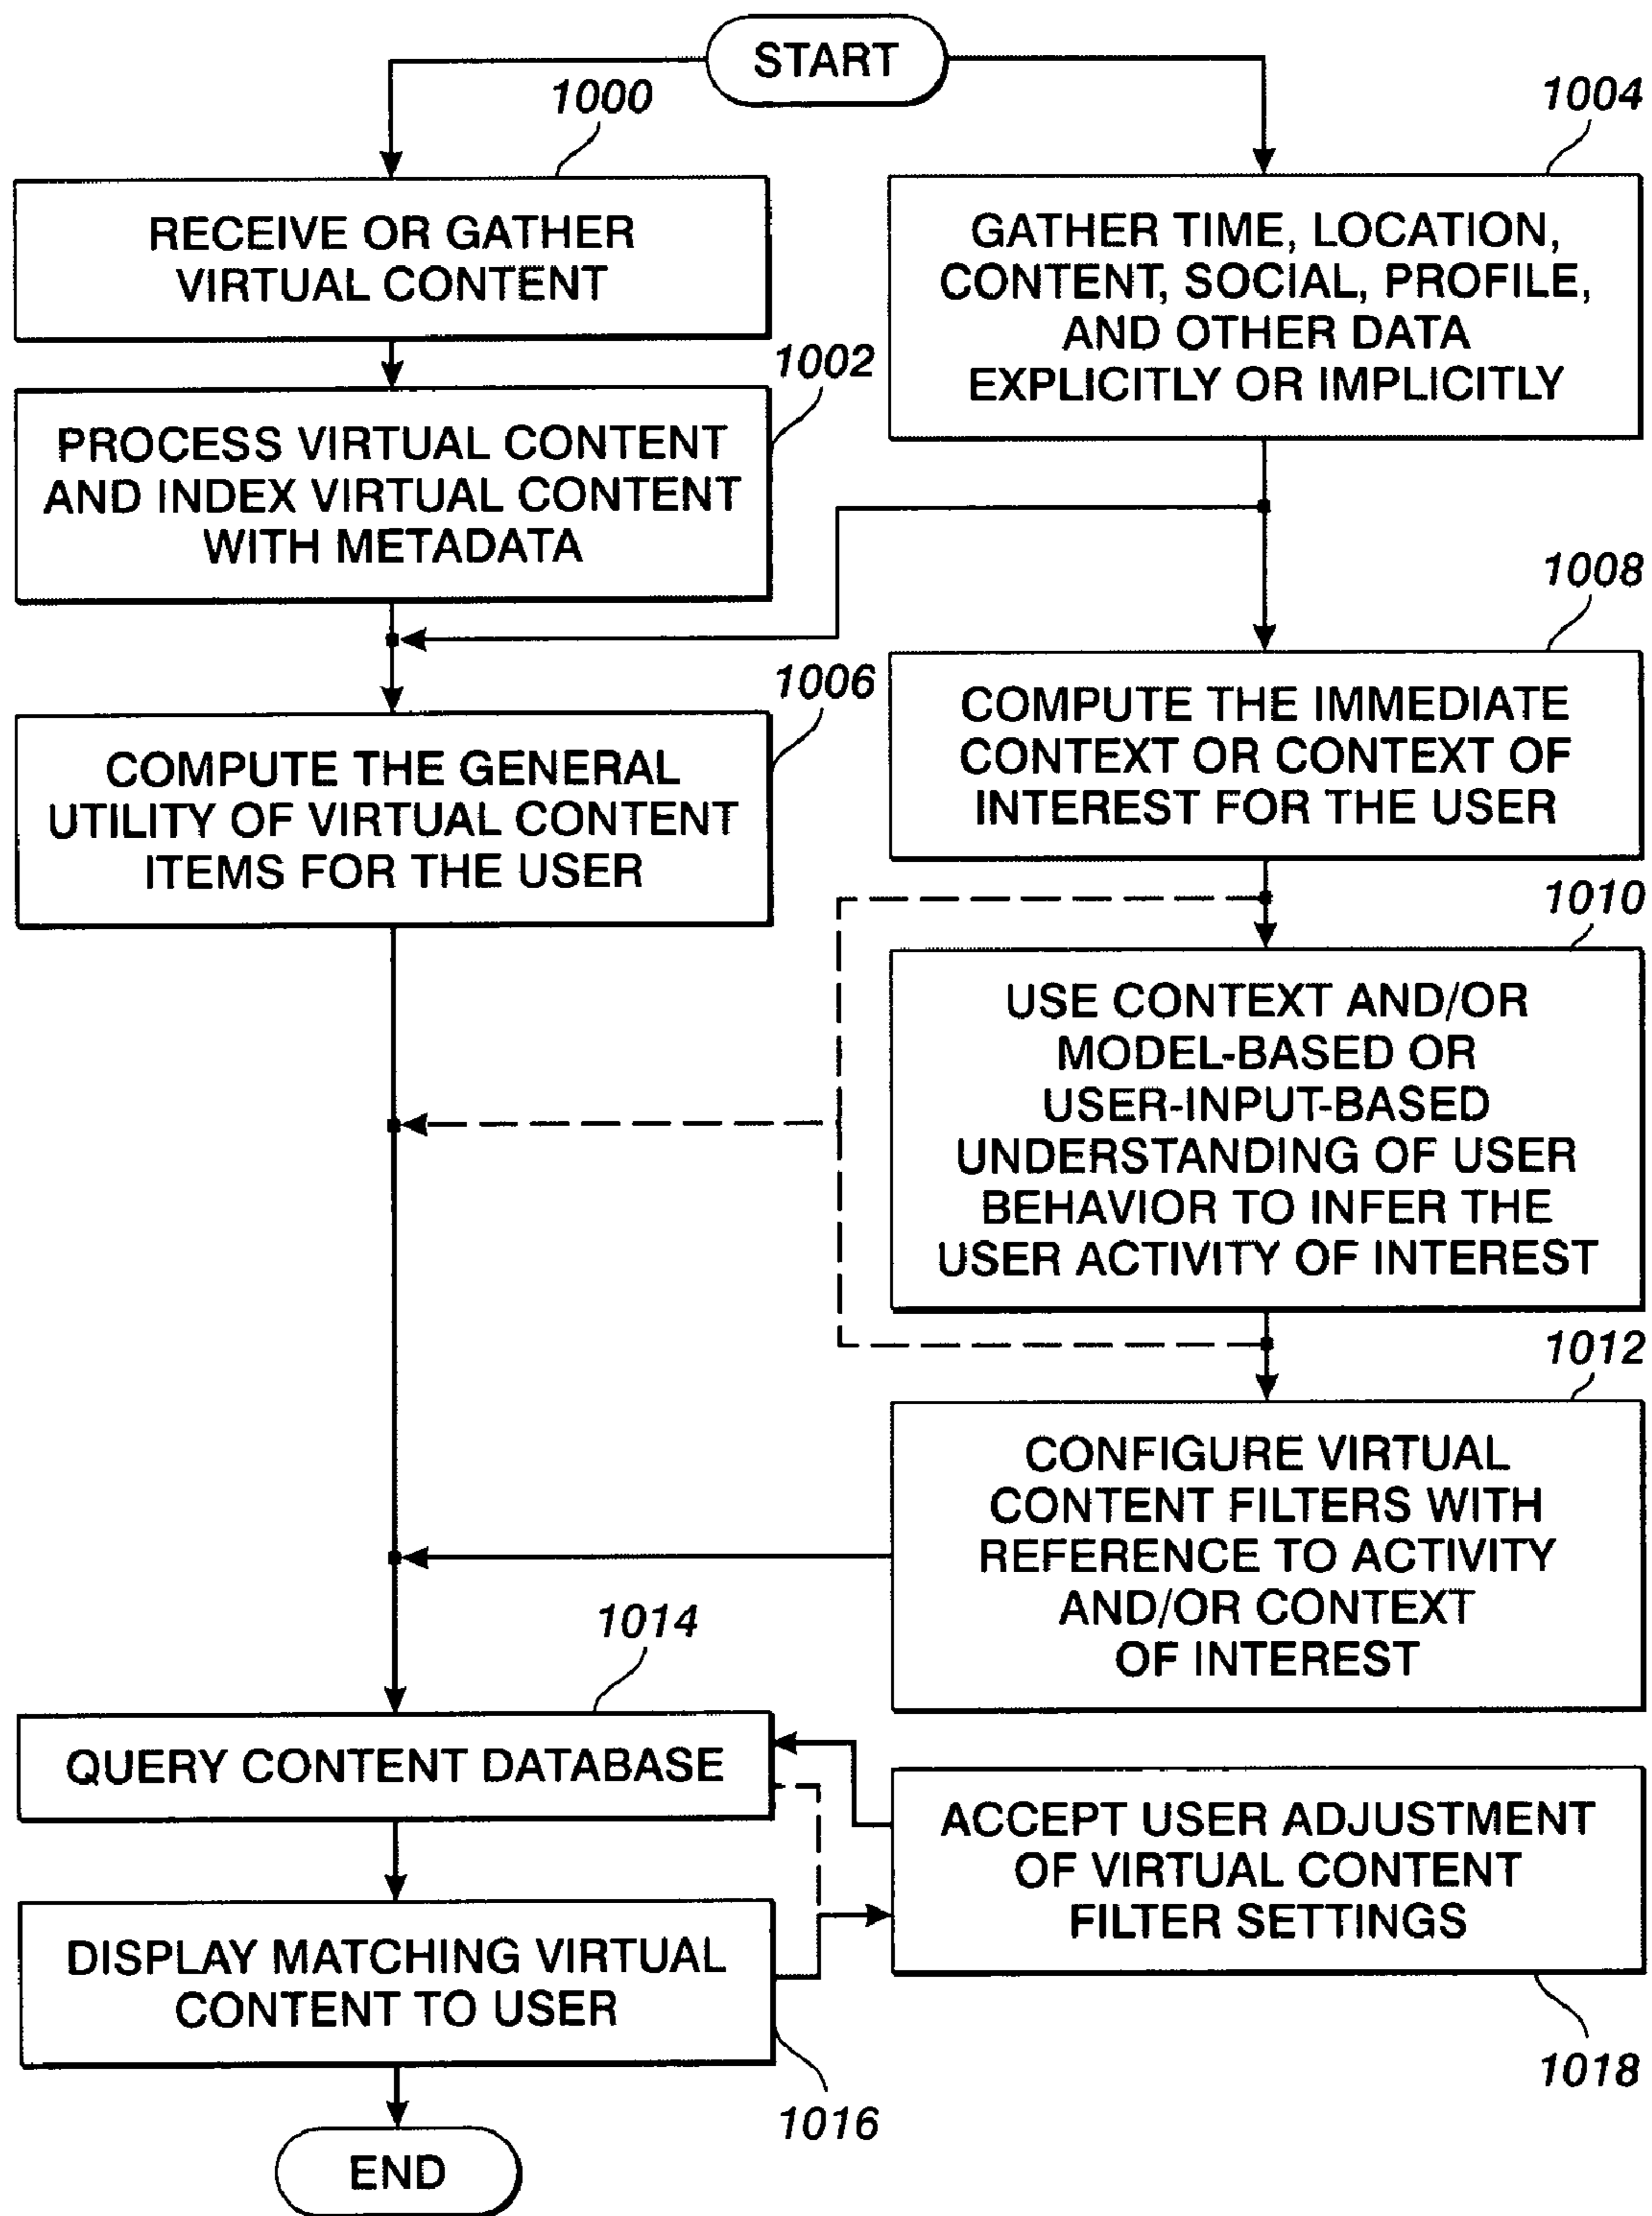 START
1000
1004
RECEIVE OR GATHER
VIRTUAL CONTENT
GATHER TIME, LOCATION,
CONTENT, SOCIAL, PROFILE,
AND OTHER DATA
EXPLICITLY OR IMPLICITLY
1002
PROCESS VIRTUAL CONTENT
AND INDEX VIRTUAL CONTENT
WITH METADATA
1008
1006
COMPUTE THE IMMEDIATE
CONTEXT OR CONTEXT OF
INTEREST FOR THE USER
COMPUTE THE GENERAL
UTILITY OF VIRTUAL CONTENT
ITEMS FOR THE USER
1010
USE CONTEXT AND/OR
MODEL-BASED OR
USER-INPUT-BASED
UNDERSTANDING OF USER
BEHAVIOR TO INFER THE
USER ACTIVITY OF INTEREST
1012
CONFIGURE VIRTUAL
CONTENT FILTERS WITH
REFERENCE TO ACTIVITY
AND/OR CONTEXT
OF INTEREST
1014
QUERY CONTENT DATABASE
ACCEPT USER ADJUSTMENT
OF VIRTUAL CONTENT
FILTER SETTINGS
DISPLAY MATCHING VIRTUAL
CONTENT TO USER
1018
1016
END